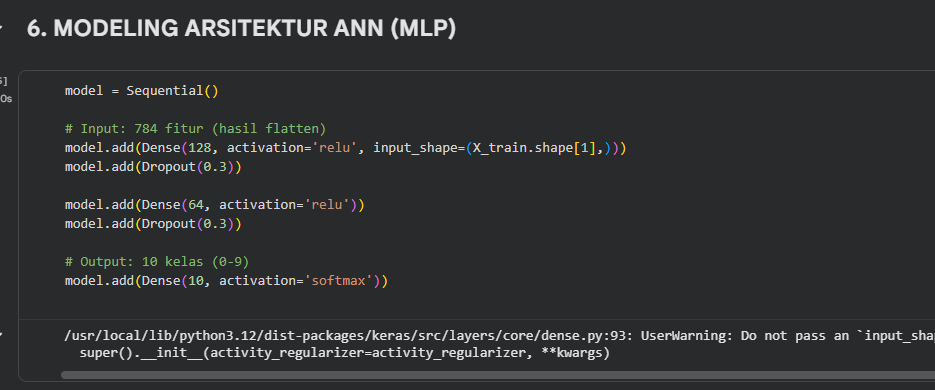 6. MODELING ARSITEKTUR ANN (MLP)
0s
model = Sequential()
# Input: 784 fitur (hasil flatten)
model.add(Dense(128, activation='relu', input_shape=(X_train.shape[1],)))
model.add(Dropout(0.3))
model.add(Dense(64, activation='relu'))
model.add(Dropout(0.3))
# Output: 10 kelas (0-9)
model.add(Dense(10, activation='softmax'))
/usr/local/lib/python3.12/dist-packages/keras/src/layers/core/dense.py:93: UserWarning: Do not pass an `input_sha
super().__init__(activity_regularizer=activity_regularizer, **kwargs)